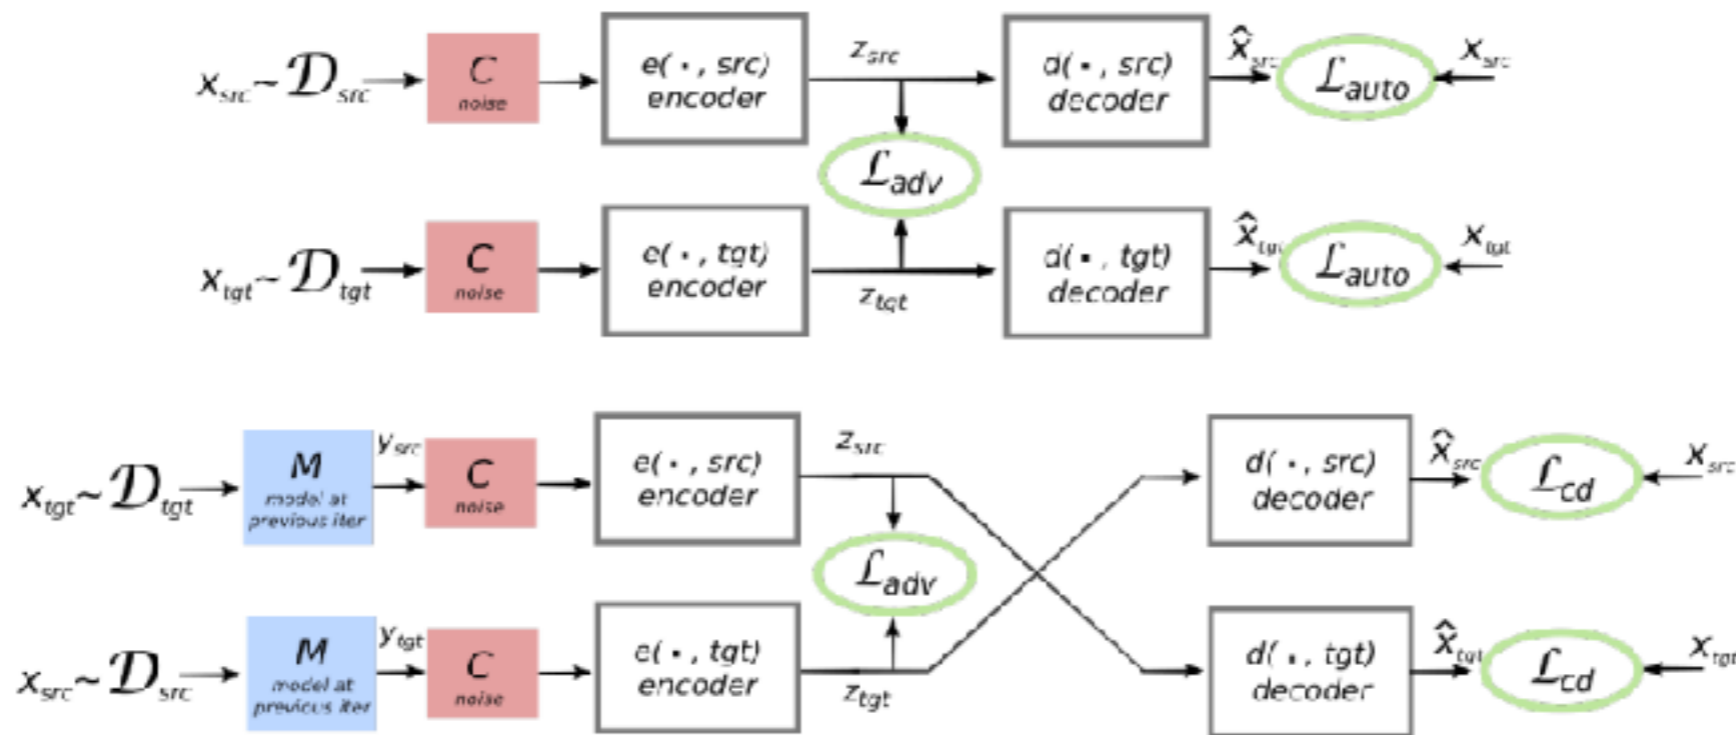 x_src ~ D_src
C
noise
e(·, src)
encoder
z_src
d(·, src)
decoder
x̂_src
L_auto
x_src
L_adv
x_tgt ~ D_tgt
C
noise
e(·, tgt)
encoder
z_tgt
d(·, tgt)
decoder
x̂_tgt
L_auto
x_tgt
x_tgt ~ D_tgt
M
model at
previous iter
y_src
C
noise
e(·, src)
encoder
z_src
d(·, src)
decoder
x̂_src
L_cd
x_src
L_adv
x_src ~ D_src
M
model at
previous iter
y_tgt
C
noise
e(·, tgt)
encoder
z_tgt
d(·, tgt)
decoder
x̂_tgt
L_cd
x_tgt